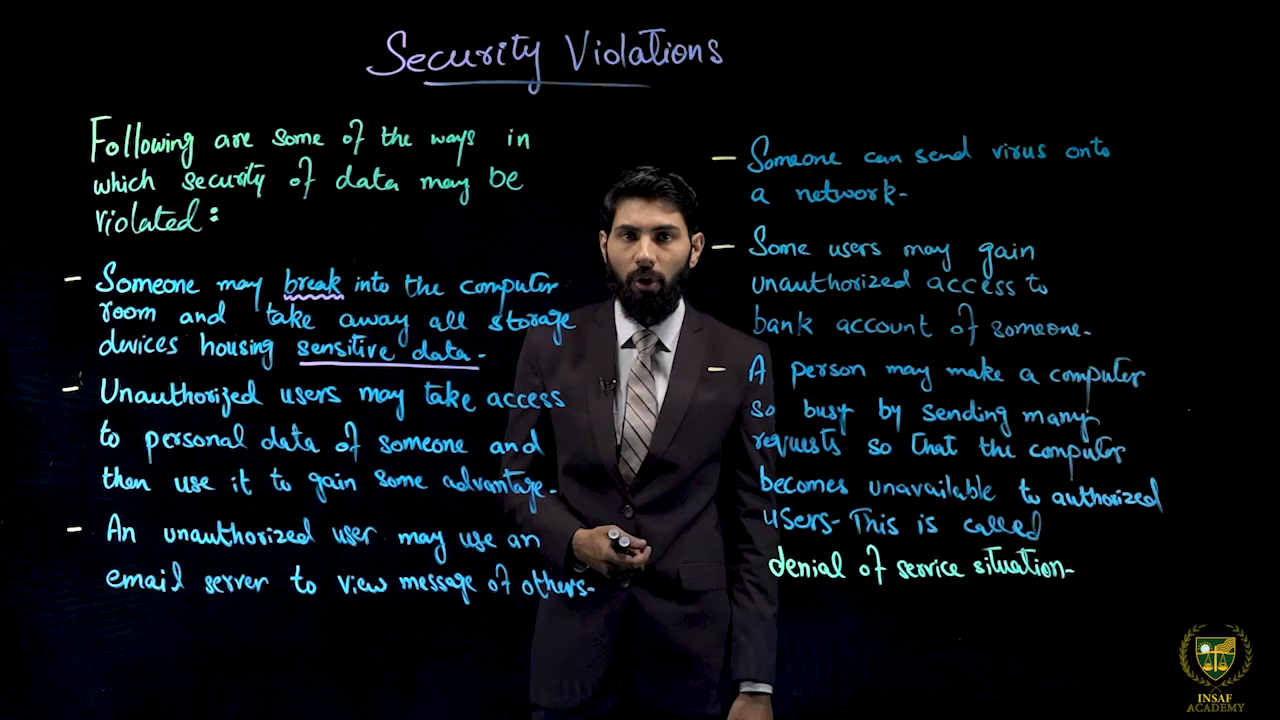 Security Violations
Following are some of the ways in
which security of data may be
violated:
- Someone may break into the computer
room and take away all storage
devices housing sensitive data.
- Unauthorized users may take access
to personal data of someone and
then use it to gain some advantage.
- An unauthorized user may use an
email server to view message of others.
- Someone can send virus onto
a network.
- Some users may gain
unauthorized access to
bank account of someone.
- A person may make a computer
so busy by sending many
requests so that the computer
becomes unavailable to authorized
users. This is called
denial of service situation.
INSAF
ACADEMY